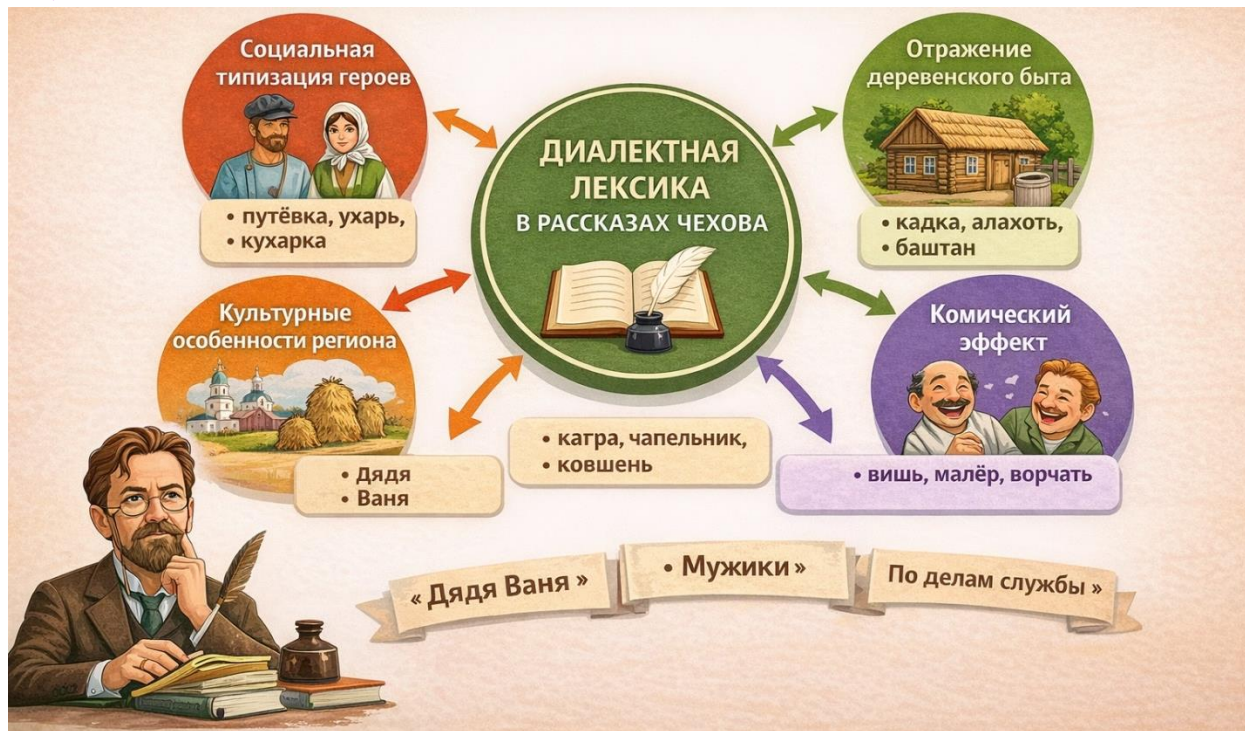 Социальная
типизация героев
• путёвка, ухарь,
• кухарка
ДИАЛЕКТНАЯ
ЛЕКСИКА
В РАССКАЗАХ ЧЕХОВА
Отражение
деревенского быта
• кадка, алахоть,
• баштан
Культурные
особенности региона
• Дядя
• Ваня
• катра, чапельник,
• ковшень
Комический
эффект
• вишь, малёр, ворчать
« Дядя Ваня »
• Мужики »
По делам службы »